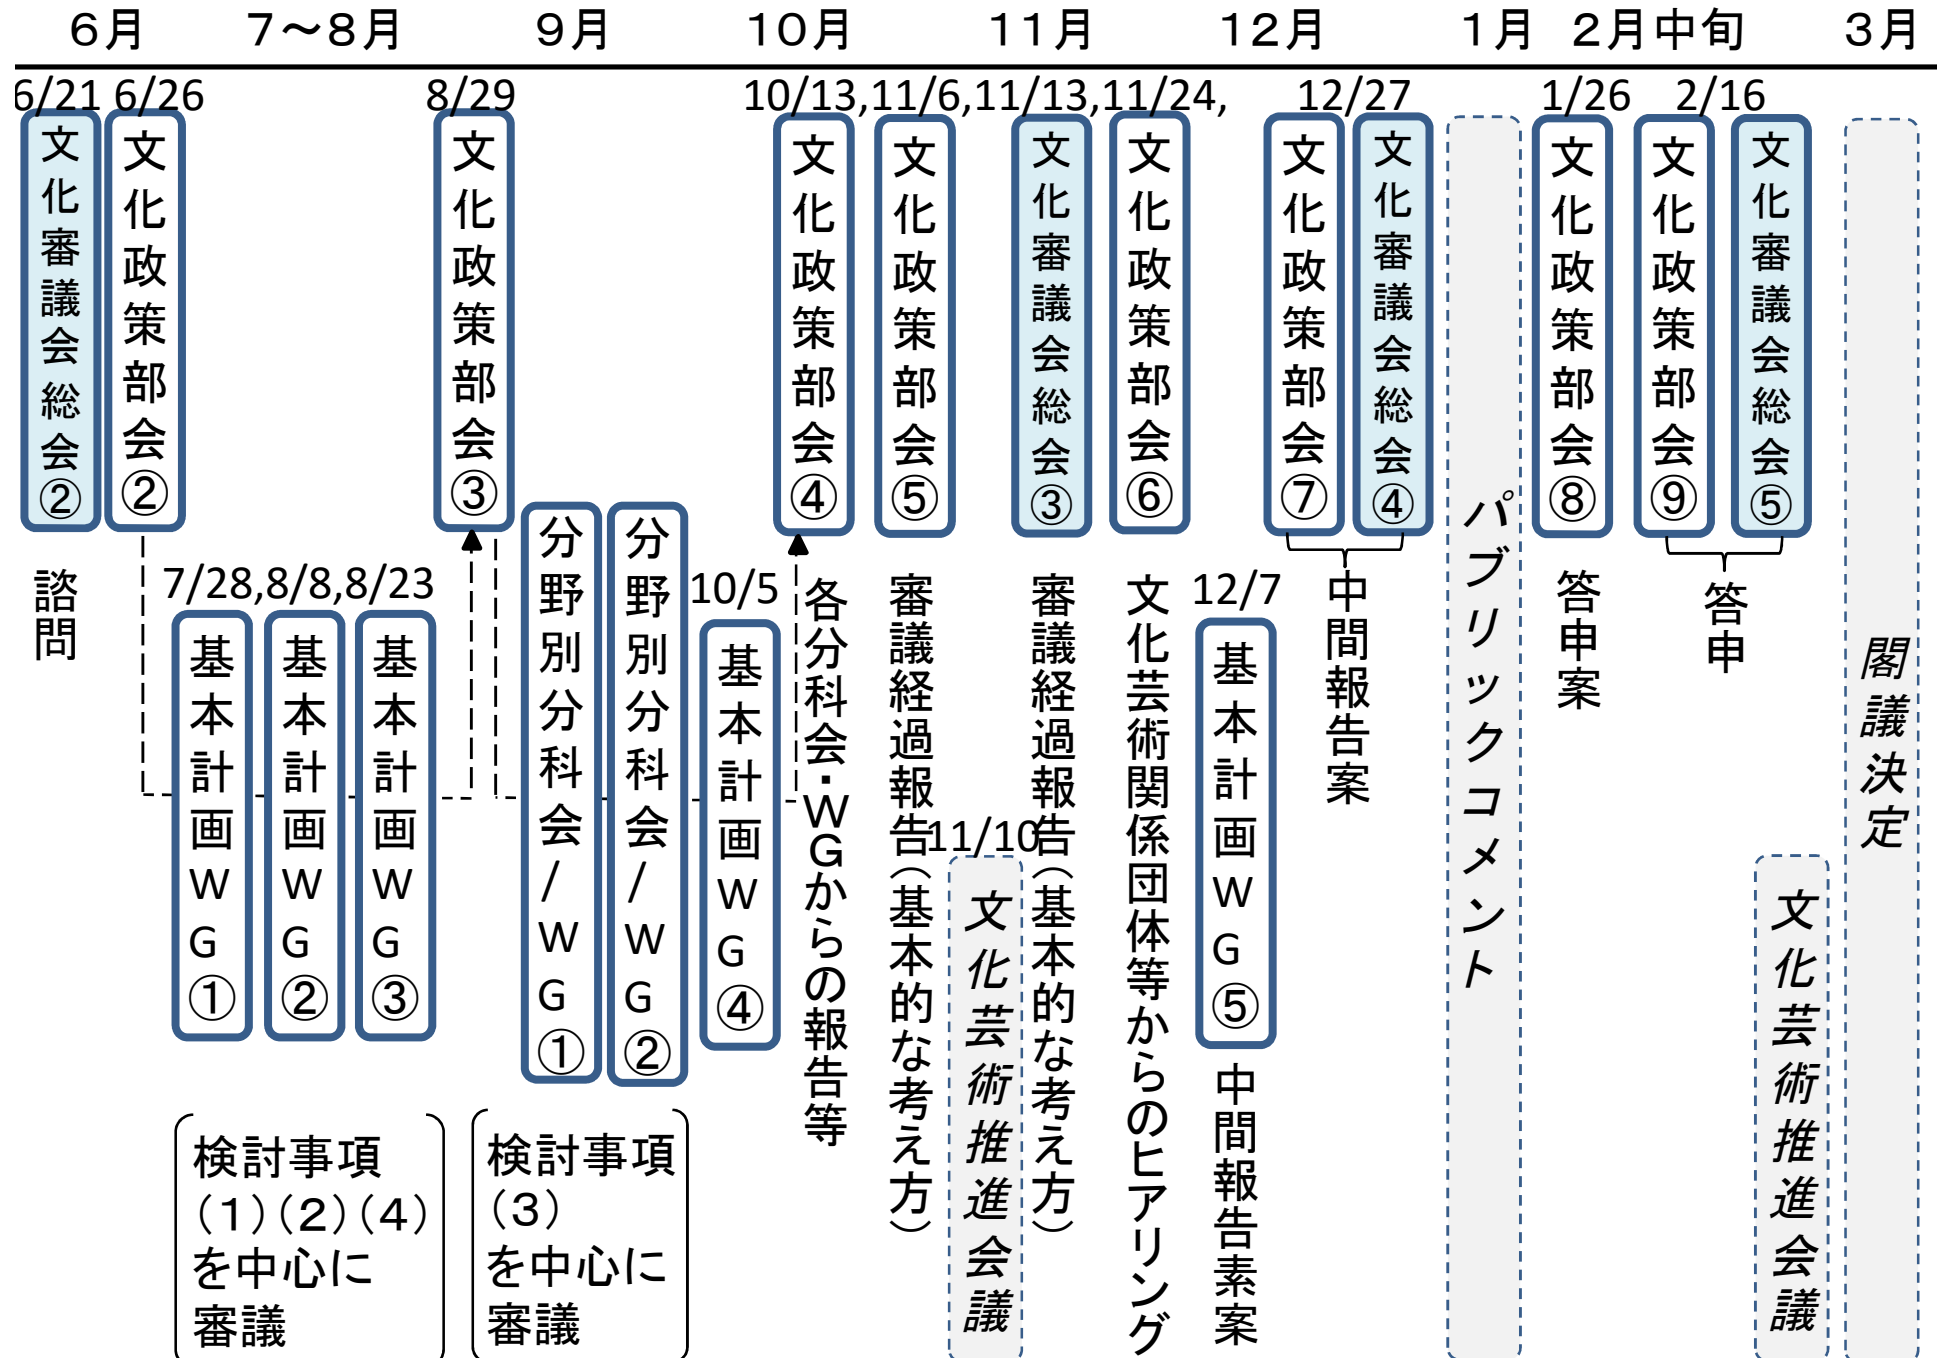 6月
7～8月
9月
10月
11月
12月
1月
2月中旬
3月
6/21
6/26
8/29
10/13,11/6,11/13,11/24,
12/27
1/26
2/16
文化審議会総会②
諮問
文化政策部会②
7/28,8/8,8/23
基本計画WG①
基本計画WG②
基本計画WG③
検討事項
(1)(2)(4)
を中心に
審議
文化政策部会③
分野別分科会/WG①
分野別分科会/WG②
検討事項
(3)
を中心に
審議
10/5
基本計画WG④
文化政策部会④
各分科会・WGからの報告等
文化政策部会⑤
審議経過報告(基本的な考え方)
11/10
文化芸術推進会議
文化審議会総会③
審議経過報告(基本的な考え方)
文化政策部会⑥
文化芸術関係団体等からのヒアリング
12/7
基本計画WG⑤
中間報告素案
文化政策部会⑦
文化審議会総会④
中間報告案
パブリックコメント
文化政策部会⑧
答申案
文化政策部会⑨
文化審議会総会⑤
答申
文化芸術推進会議
閣議決定